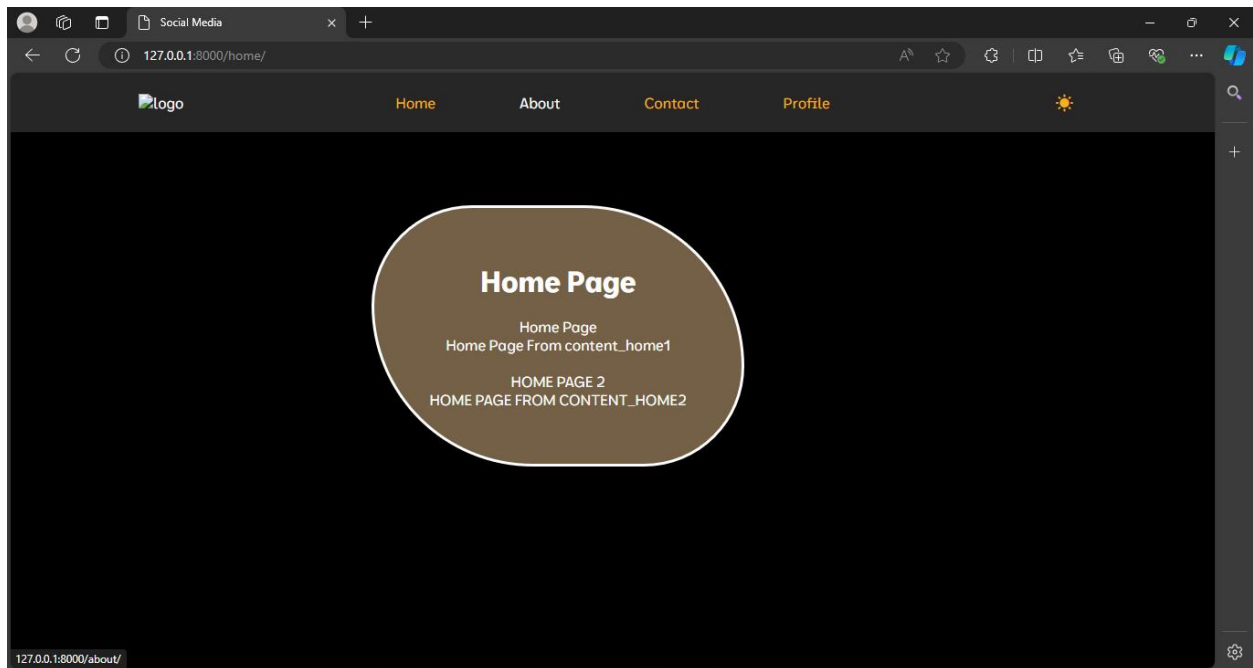 Social Media
127.0.0.1:8000/home/
logo
Home About Contact Profile
Home Page
Home Page
Home Page From content_home1
HOME PAGE 2
HOME PAGE FROM CONTENT_HOME2
127.0.0.1:8000/about/